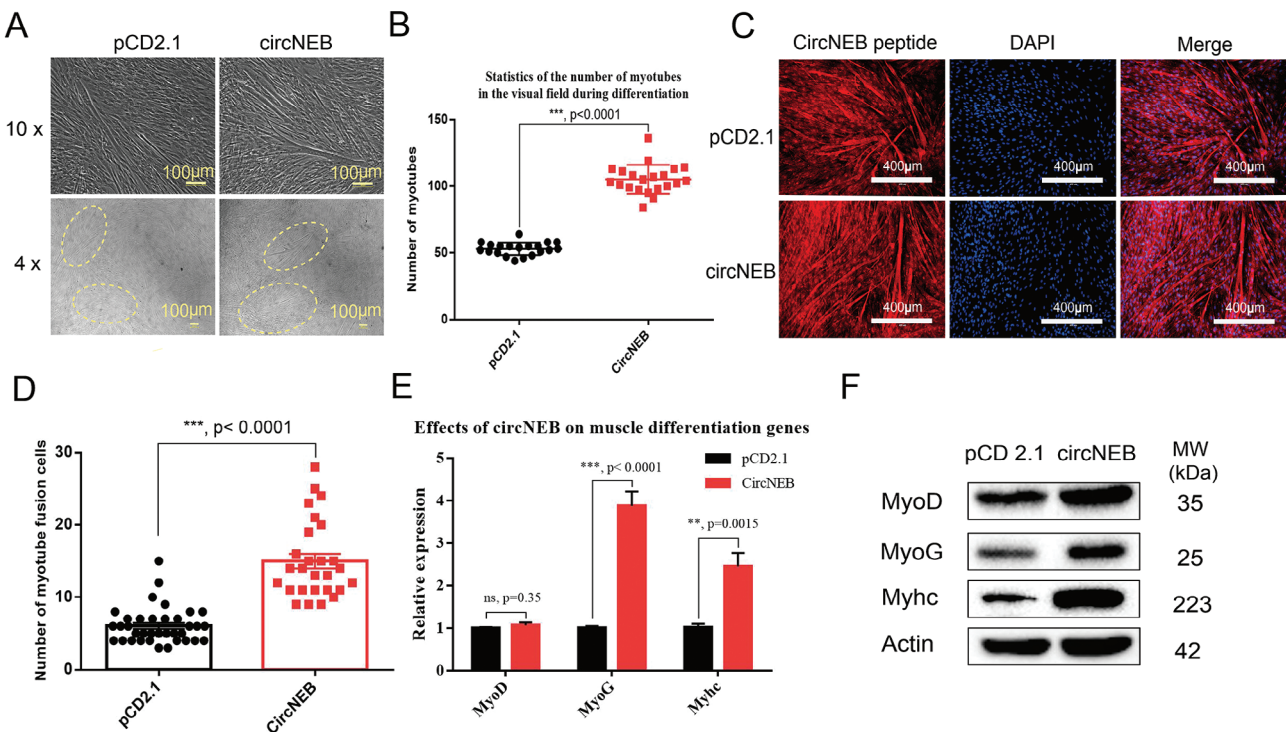 A
pCD2.1 circNEB
10 x
100μm 100μm
4 x
100μm 100μm
B
Statistics of the number of myotubes
in the visual field during differentiation
***, p<0.0001
Number of myotubes
150
100
50
0
pCD2.1 CircNEB
C
CircNEB peptide DAPI Merge
pCD2.1
400μm 400μm 400μm
circNEB
400μm 400μm 400μm
D
***, p< 0.0001
Number of myotube fusion cells
30
20
10
0
pCD2.1 CircNEB
E
Effects of circNEB on muscle differentiation genes
pCD2.1
CircNEB
Relative expression
5
4
3
2
1
0
ns, p=0.35
***, p< 0.0001
**, p=0.0015
MyoD MyoG Myhc
F
pCD 2.1 circNEB MW
(kDa)
MyoD 35
MyoG 25
Myhc 223
Actin 42